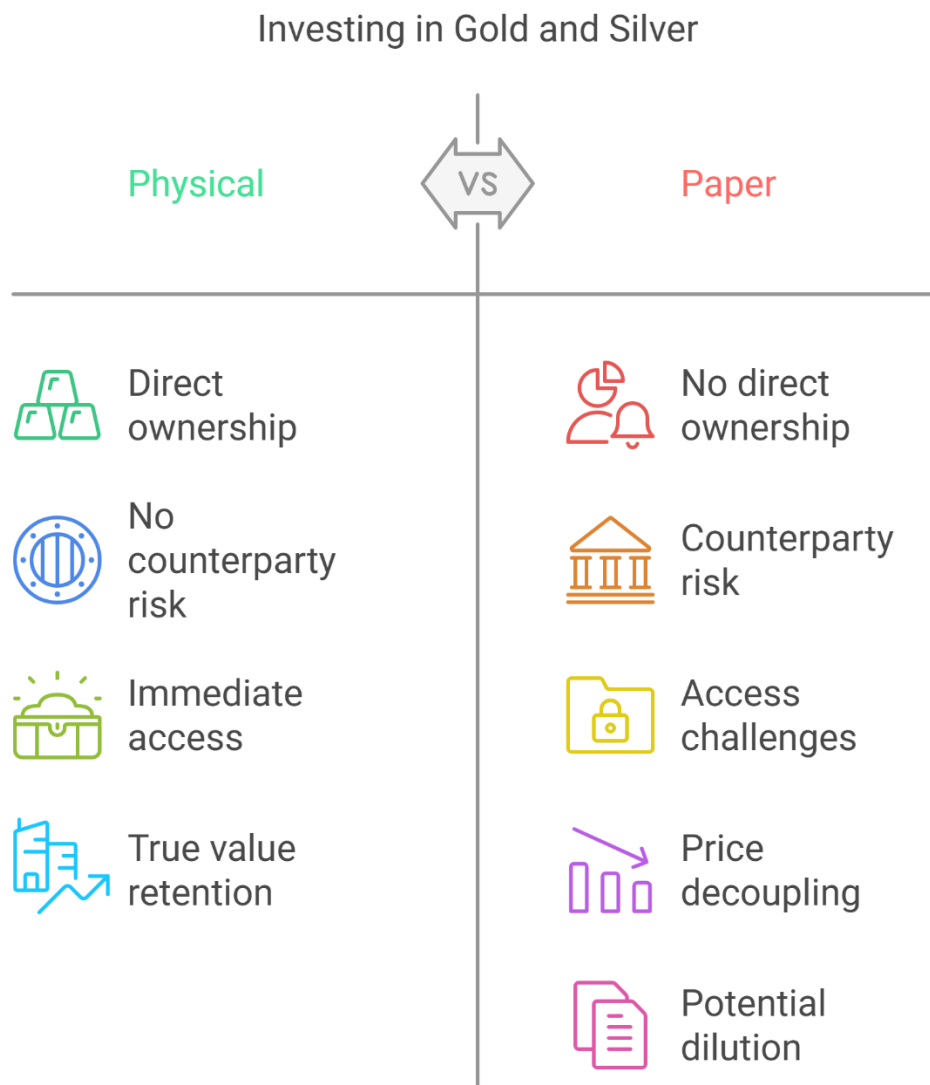 Investing in Gold and Silver
Physical
VS
Paper
Direct
ownership
No direct
ownership
No
counterparty
risk
Counterparty
risk
Immediate
access
Access
challenges
True value
retention
Price
decoupling
Potential
dilution